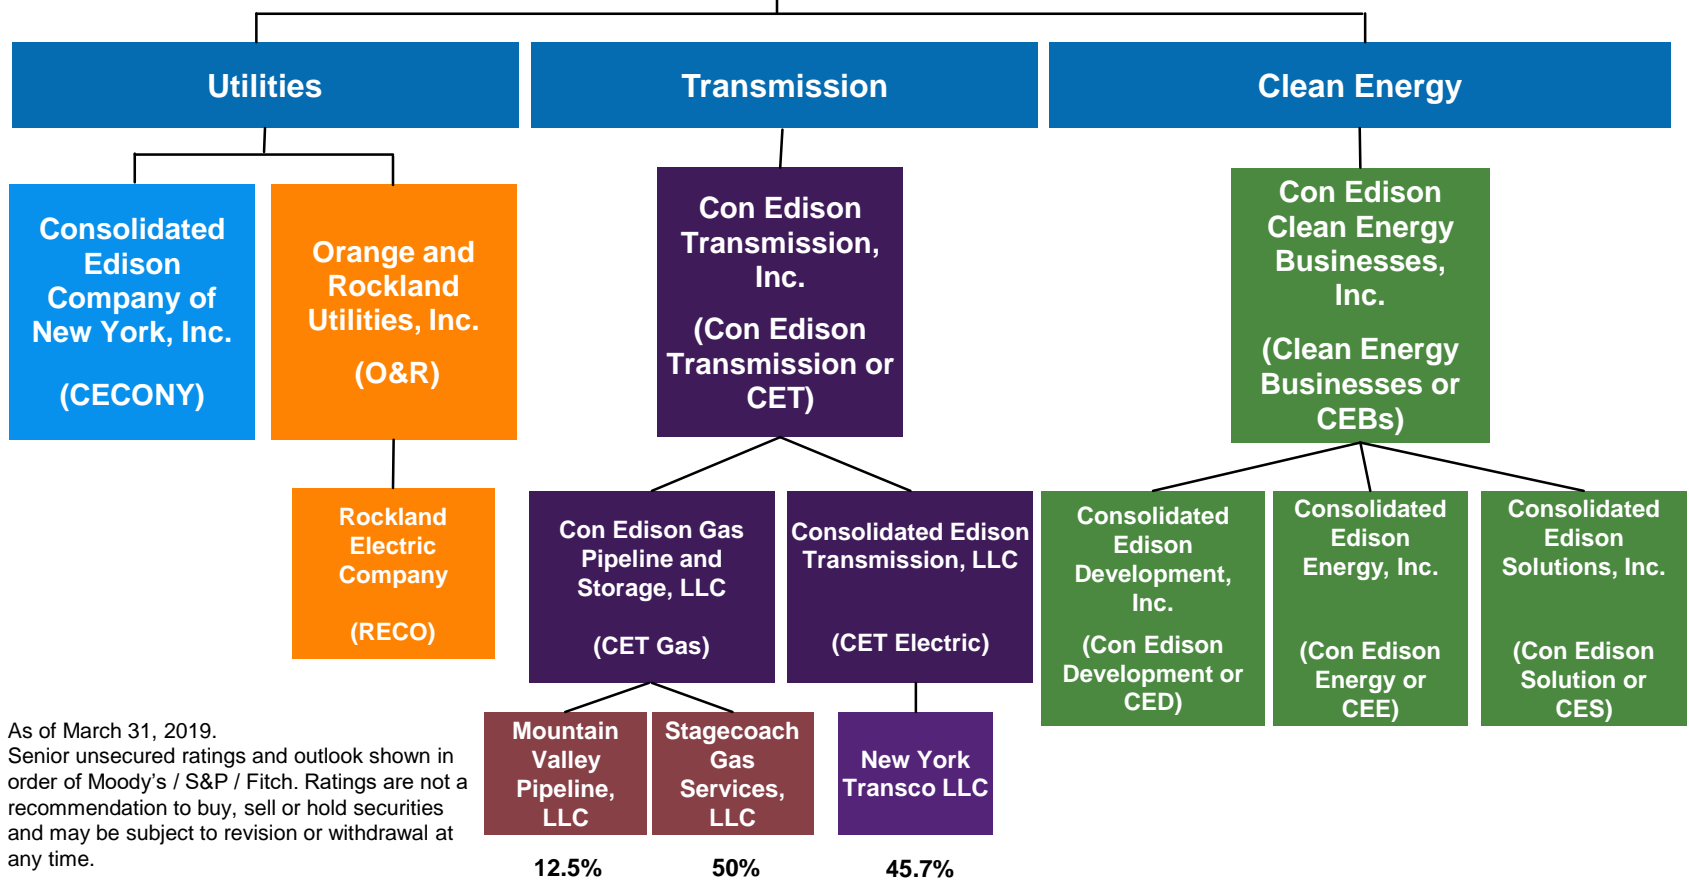 Utilities
Transmission
Clean Energy
Consolidated
Edison
Company of
New York, Inc.
(CECONY)
Orange and
Rockland
Utilities, Inc.
(O&R)
Con Edison
Transmission,
Inc.
(Con Edison
Transmission or
CET)
Con Edison
Clean Energy
Businesses,
Inc.
(Clean Energy
Businesses or
CEBs)
Rockland
Electric
Company
(RECO)
Con Edison Gas
Pipeline and
Storage, LLC
(CET Gas)
Consolidated Edison
Transmission, LLC
(CET Electric)
Consolidated
Edison
Development,
Inc.
(Con Edison
Development or
CED)
Consolidated
Edison
Energy, Inc.
(Con Edison
Energy or
CEE)
Consolidated
Edison
Solutions, Inc.
(Con Edison
Solution or
CES)
Mountain
Valley
Pipeline,
LLC
Stagecoach
Gas
Services,
LLC
New York
Transco LLC
12.5%
50%
45.7%
As of March 31, 2019.
Senior unsecured ratings and outlook shown in
order of Moody's / S&P / Fitch. Ratings are not a
recommendation to buy, sell or hold securities
and may be subject to revision or withdrawal at
any time.